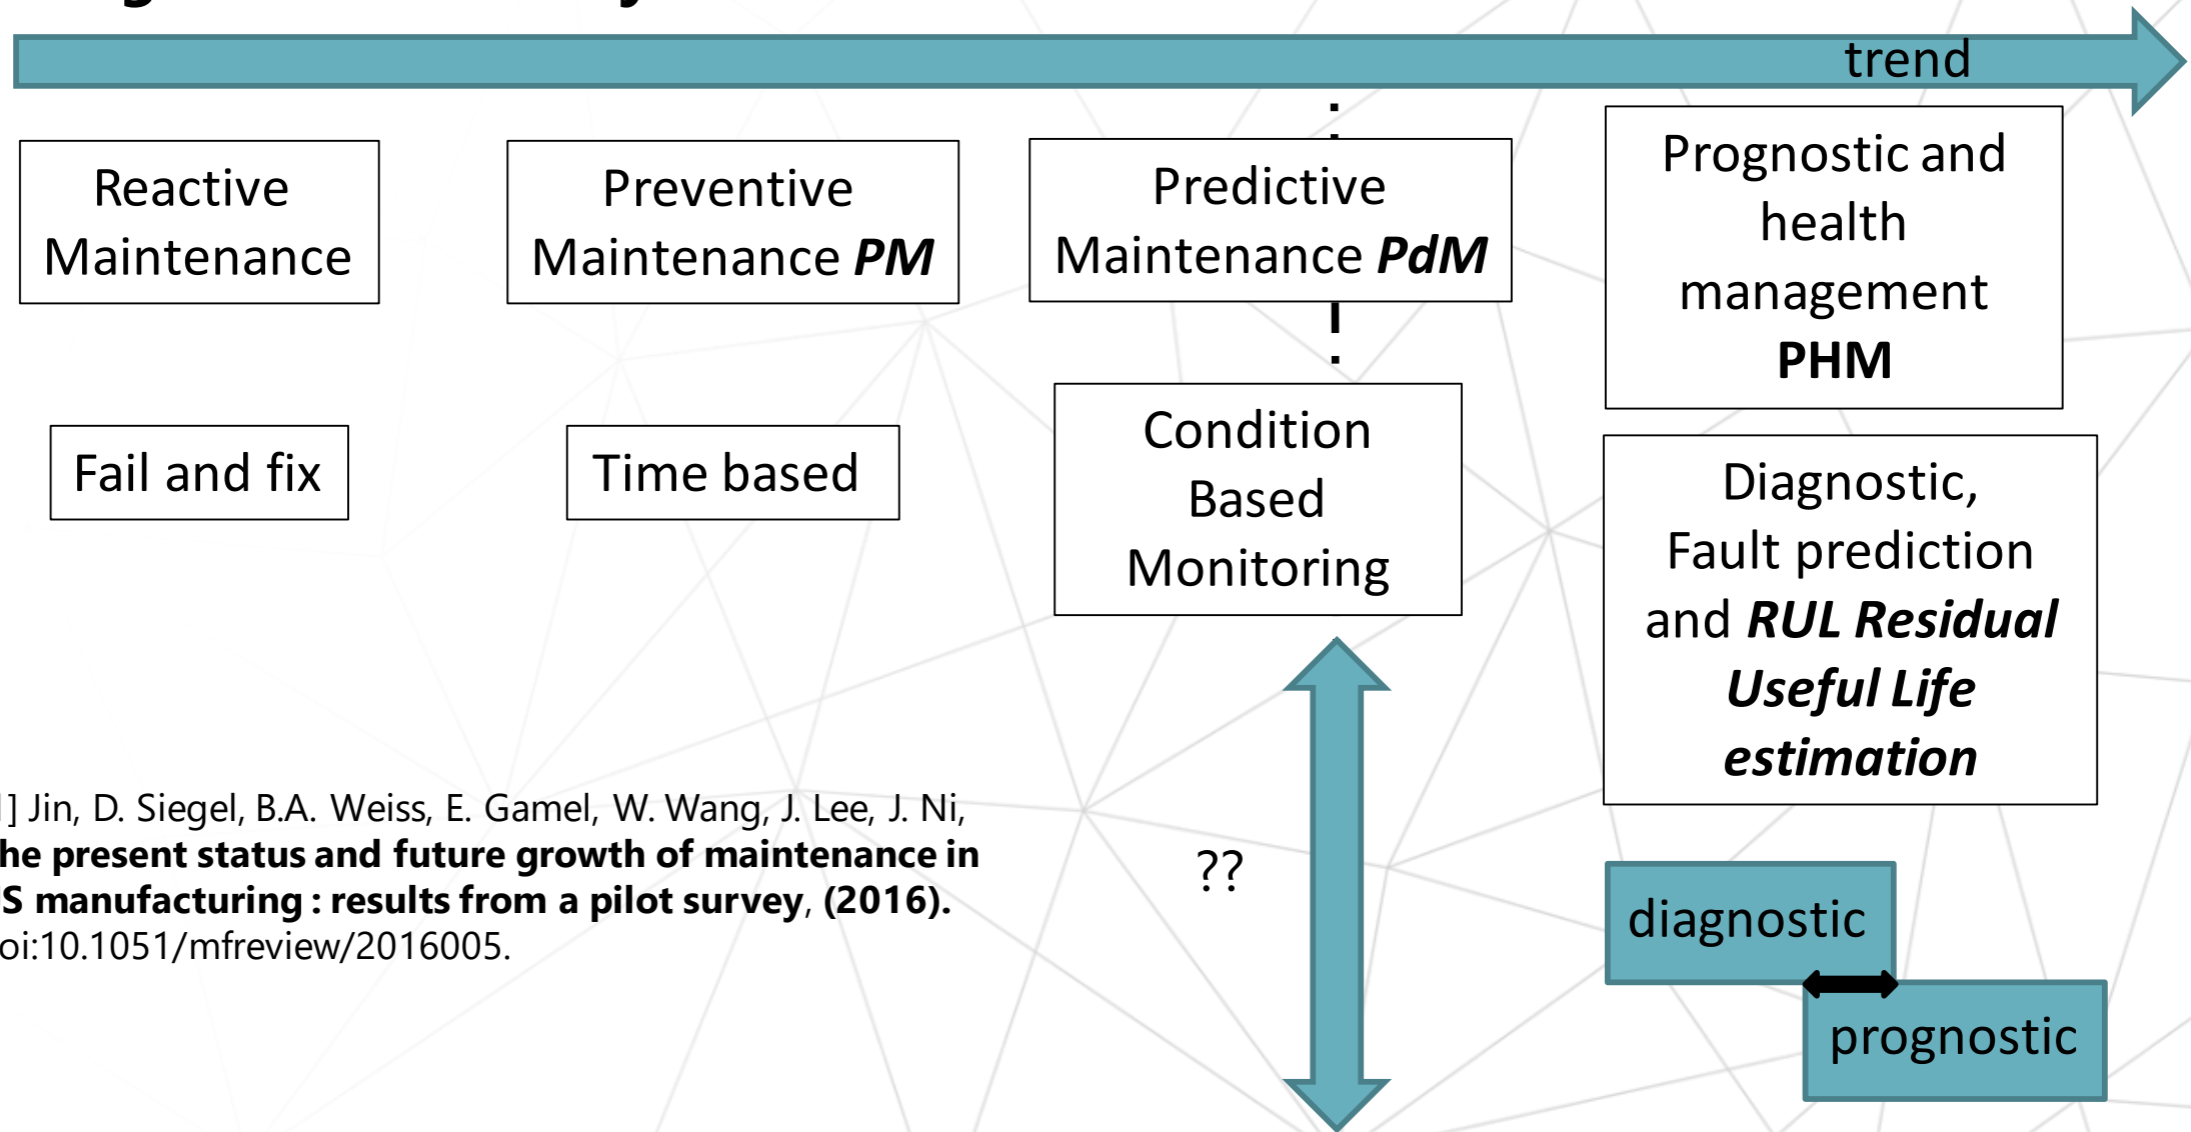 trend
Reactive
Maintenance
Preventive
Maintenance PM
Predictive
Maintenance PdM
Prognostic and
health
management
PHM
Fail and fix
Time based
Condition
Based
Monitoring
Diagnostic,
Fault prediction
and RUL Residual
Useful Life
estimation
] Jin, D. Siegel, B.A. Weiss, E. Gamel, W. Wang, J. Lee, J. Ni,
he present status and future growth of maintenance in
S manufacturing : results from a pilot survey, (2016).
oi:10.1051/mfreview/2016005.
??
diagnostic
prognostic